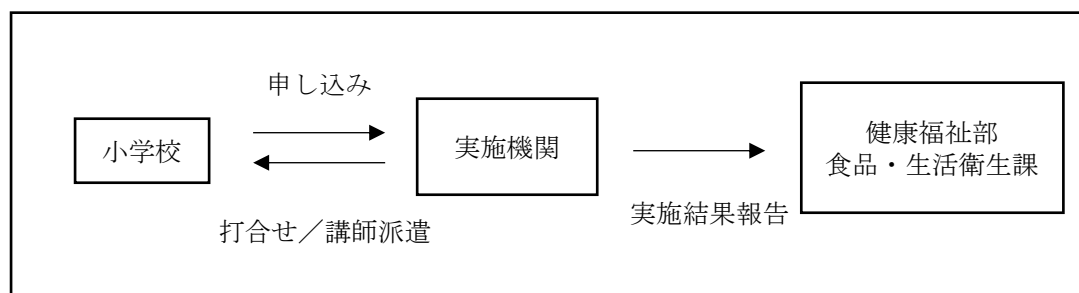 申し込み
小学校
実施機関
健康福祉部
食品・生活衛生課
打合せ／講師派遣
実施結果報告